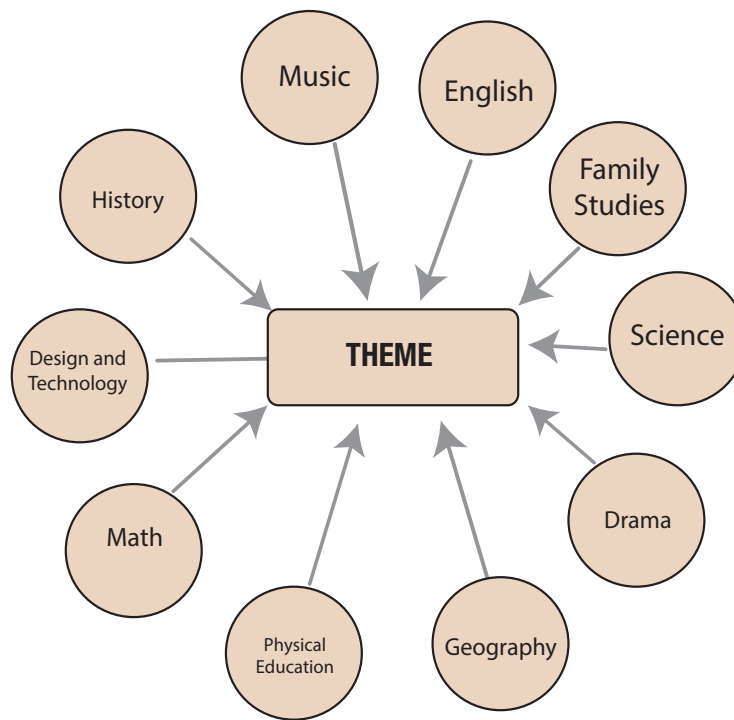 Music
English
Family
Studies
History
Science
THEME
Design and
Technology
Drama
Math
Physical
Education
Geography